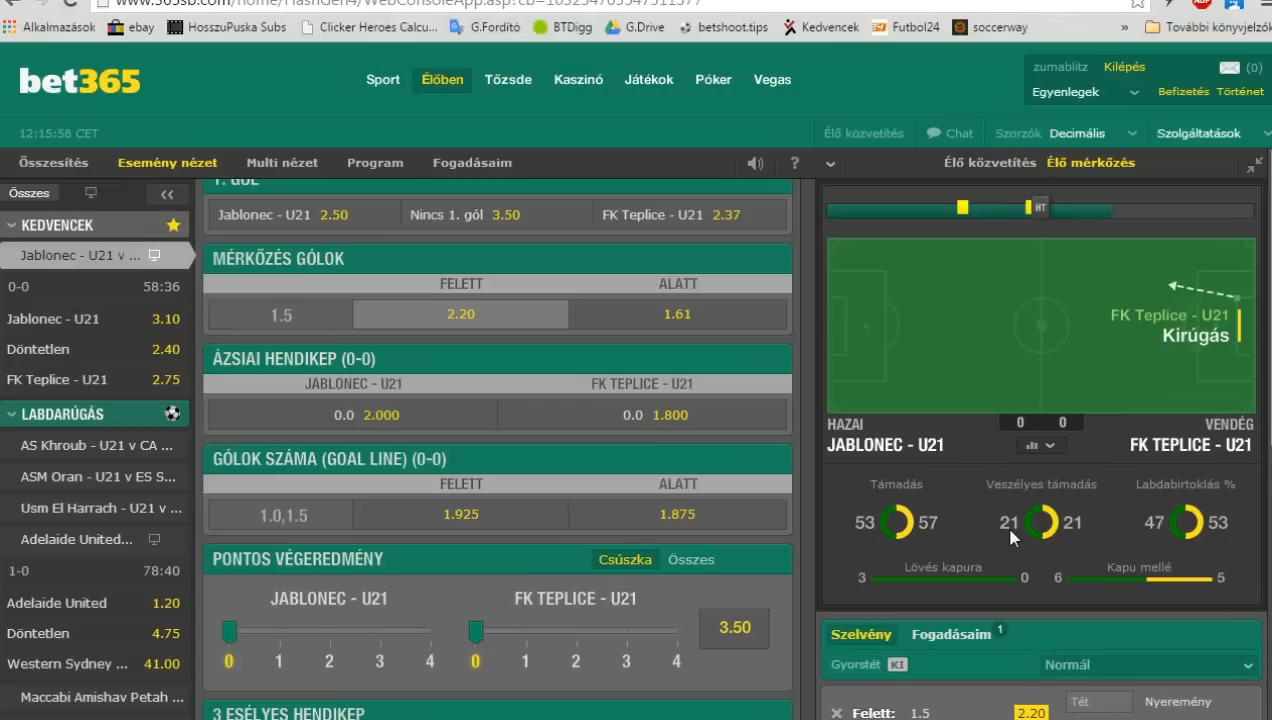 Alkalmazások ebay HosszuPuska Subs Clicker Heroes Calcu... G.Fordító BTDigg G.Drive betshoot.tips Kedvencek Futbol24 soccerway » További könyvjelzők
bet365
Sport Élőben Tőzsde Kaszinó Játékok Póker Vegas
zumablitz Kilépés (0)
Egyenlegek Befizetés Történet
12:15:58 CET
Élő közvetítés Chat Szorzók Decimális Szolgáltatások
Összesítés Esemény nézet Multi nézet Program Fogadásaim ?
Élő közvetítés Élő mérkőzés
Összes
KEDVENCEK
Jablonec - U21 v ...
0-0 58:36
Jablonec - U21 3.10
Döntetlen 2.40
FK Teplice - U21 2.75
LABDARÚGÁS
AS Khroub - U21 v CA ...
ASM Oran - U21 v ES S...
Usm El Harrach - U21 v ...
Adelaide United...
1-0 78:40
Adelaide United 1.20
Döntetlen 4.75
Western Sydney ... 41.00
Maccabi Amishav Petah ...
1. GÓL
Jablonec - U21 2.50 Nincs 1. gól 3.50 FK Teplice - U21 2.37
MÉRKŐZÉS GÓLOK
FELETT ALATT
1.5 2.20 1.61
ÁZSIAI HENDIKEP (0-0)
JABLONEC - U21 FK TEPLICE - U21
0.0 2.000 0.0 1.800
GÓLOK SZÁMA (GOAL LINE) (0-0)
FELETT ALATT
1.0,1.5 1.925 1.875
PONTOS VÉGEREDMÉNY Csúszka Összes
JABLONEC - U21 FK TEPLICE - U21
3.50
0 1 2 3 4 0 1 2 3 4
3 ESÉLYES HENDIKEP
HT
FK Teplice - U21
Kirúgás
HAZAI 0 0 VENDÉG
JABLONEC - U21 FK TEPLICE - U21
Támadás Veszélyes támadás Labdabirtoklás %
53 57 21 21 47 53
Lövés kapura Kapu mellé
3 0 6 5
Szelvény Fogadásaim 1
Gyorstét KI Normál
Tét Nyeremény
Felett: 1.5 2.20